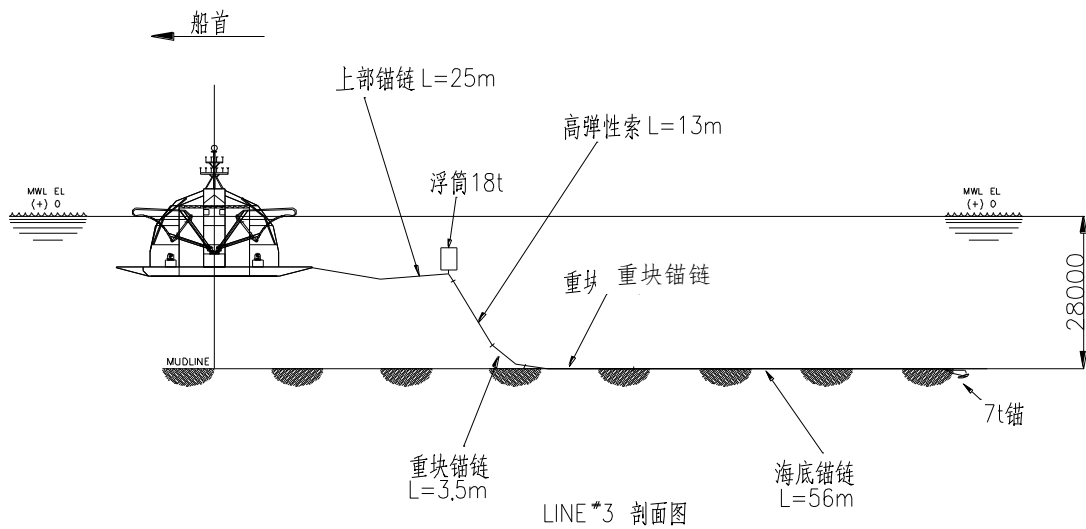 船首
上部锚链 L=25m
高弹性索 L=13m
浮筒18t
MWL EL
(+) 0
MWL EL
(+) 0
重块锚链
28000
MUDLINE
7t锚
重块锚链
L=3,5m
海底锚链
L=56m
LINE #3 剖面图